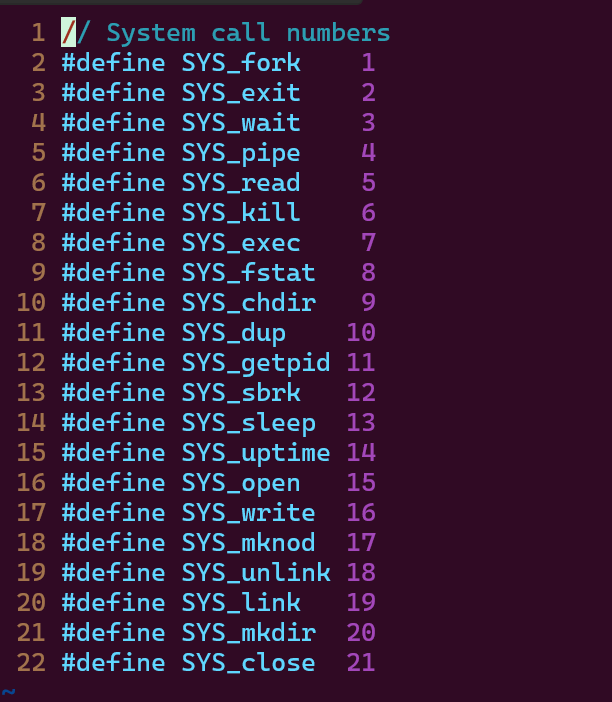 1 // System call numbers
2 #define SYS_fork    1
3 #define SYS_exit    2
4 #define SYS_wait    3
5 #define SYS_pipe    4
6 #define SYS_read    5
7 #define SYS_kill    6
8 #define SYS_exec    7
9 #define SYS_fstat   8
10 #define SYS_chdir   9
11 #define SYS_dup    10
12 #define SYS_getpid 11
13 #define SYS_sbrk   12
14 #define SYS_sleep  13
15 #define SYS_uptime 14
16 #define SYS_open   15
17 #define SYS_write  16
18 #define SYS_mknod  17
19 #define SYS_unlink 18
20 #define SYS_link   19
21 #define SYS_mkdir  20
22 #define SYS_close  21
~